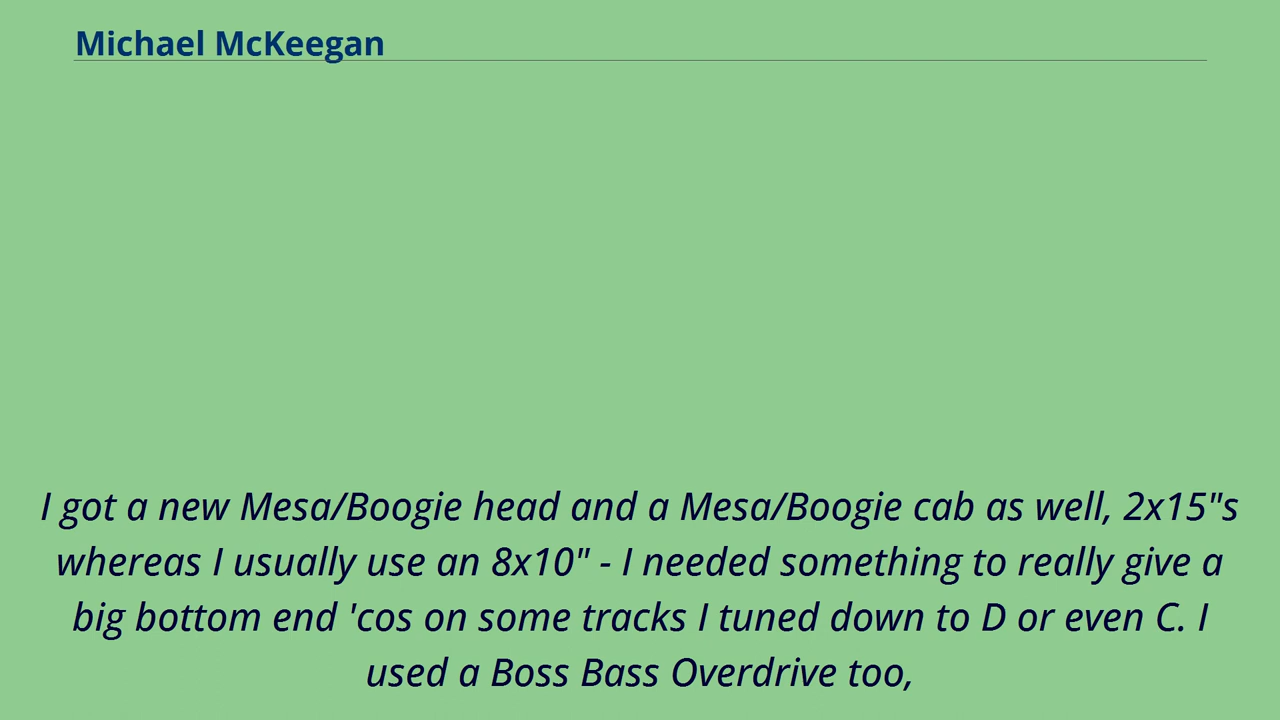 Michael McKeegan
I got a new Mesa/Boogie head and a Mesa/Boogie cab as well, 2x15"s
whereas I usually use an 8x10" - I needed something to really give a
big bottom end 'cos on some tracks I tuned down to D or even C. I
used a Boss Bass Overdrive too,